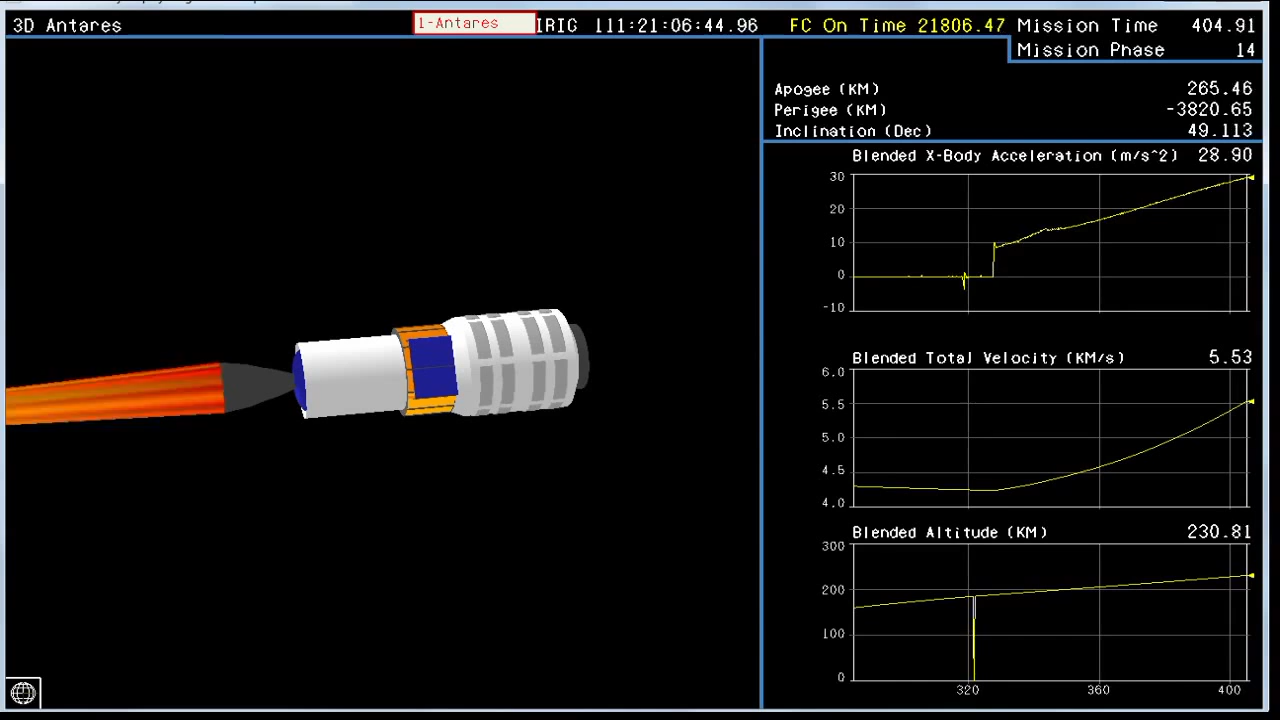 3D Antares
1-Antares
IRIG 111:21:06:44.96
FC On Time 21806.47
Mission Time 404.91
Mission Phase 14
Apogee (KM) 265.46
Perigee (KM) -3820.65
Inclination (Dec) 49.113
Blended X-Body Acceleration (m/s^2) 28.90
30
20
10
0
-10
Blended Total Velocity (KM/s) 5.53
6.0
5.5
5.0
4.5
4.0
Blended Altitude (KM) 230.81
300
200
100
0
320 360 400